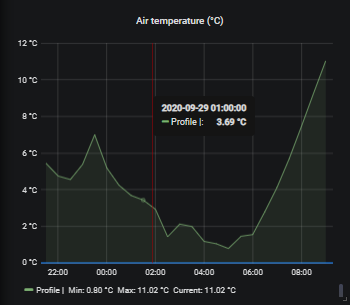 Air temperature (°C)
12 °C
10 °C
8 °C
6 °C
4 °C
2 °C
0 °C
2020-09-29 01:00:00
Profile |: 3.69 °C
22:00 00:00 02:00 04:00 06:00 08:00
Profile | Min: 0.80 °C Max: 11.02 °C Current: 11.02 °C